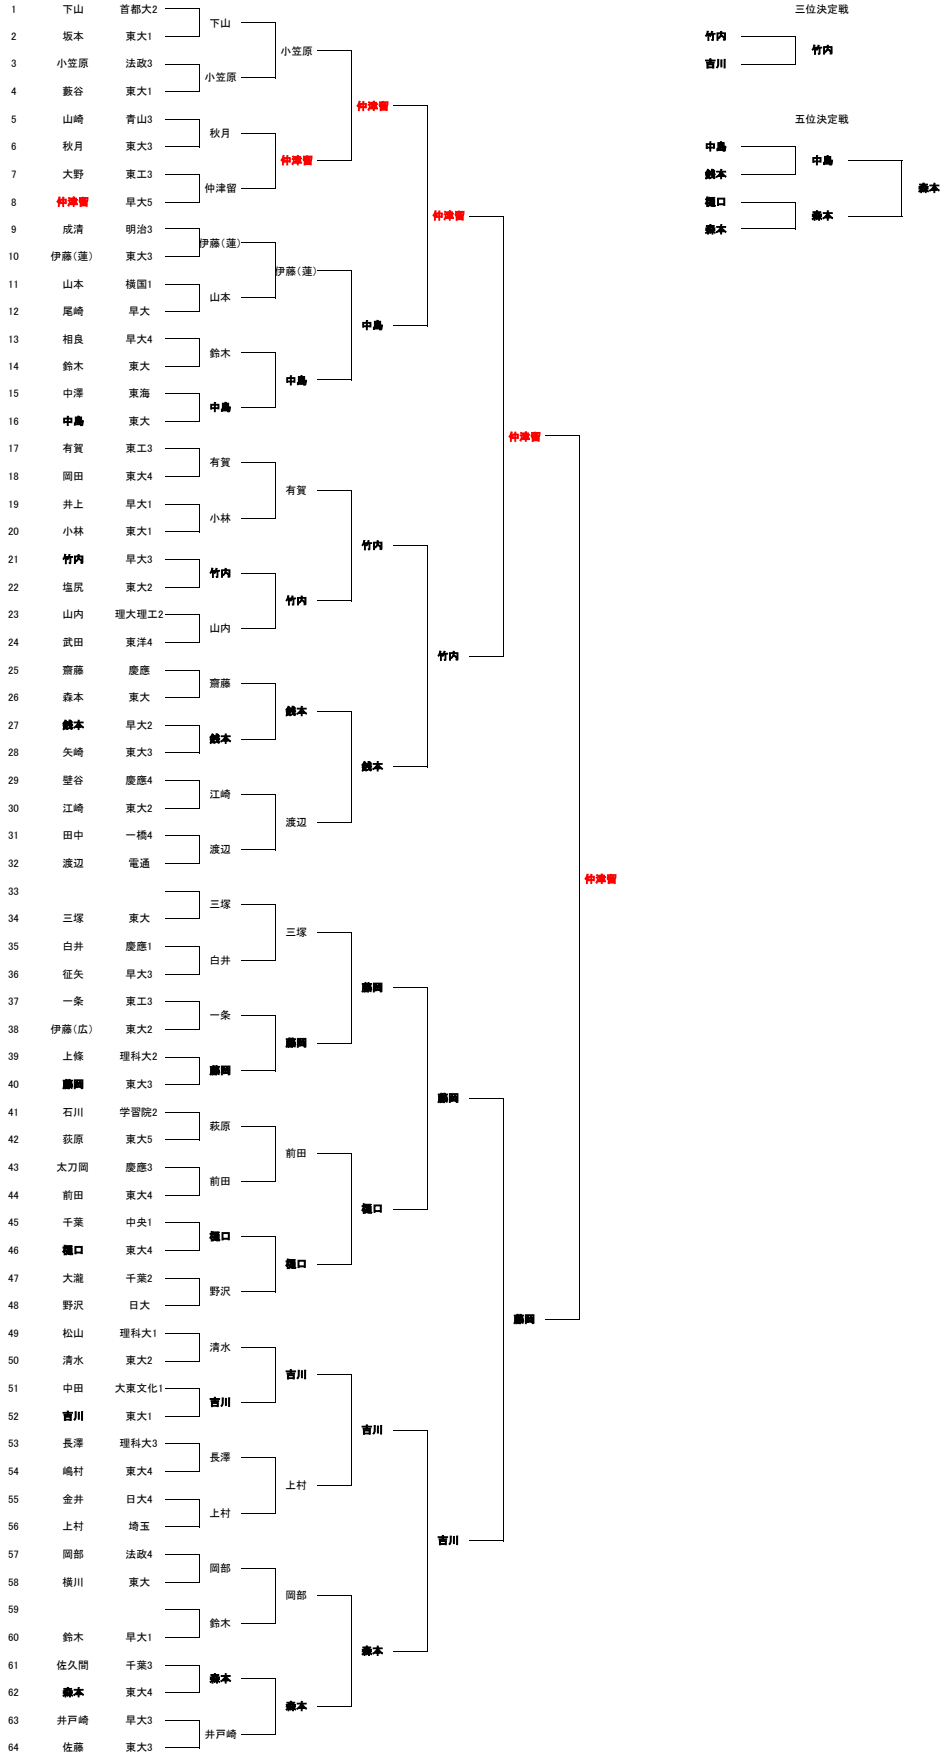 1 下山 首都大2
2 坂本 東大1
3 小笠原 法政3
4 藪谷 東大1
5 山崎 青山3
6 秋月 東大3
7 大野 東工3
8 仲津留 早大5
9 成清 明治3
10 伊藤(蓮) 東大3
11 山本 横国1
12 尾崎 早大
13 相良 早大4
14 鈴木 東大
15 中澤 東海
16 中島 東大
17 有賀 東工3
18 岡田 東大4
19 井上 早大1
20 小林 東大1
21 竹内 早大3
22 塩尻 東大2
23 山内 理大理工2
24 武田 東洋4
25 齋藤 慶應
26 森本 東大
27 銭本 早大2
28 矢崎 東大3
29 壁谷 慶應4
30 江崎 東大2
31 田中 一橋4
32 渡辺 電通
33
34 三塚 東大
35 白井 慶應1
36 征矢 早大3
37 一条 東工3
38 伊藤(広) 東大2
39 上條 理科大2
40 藤岡 東大3
41 石川 学習院2
42 荻原 東大5
43 太刀岡 慶應3
44 前田 東大4
45 千葉 中央1
46 樋口 東大4
47 大瀧 千葉2
48 野沢 日大
49 松山 理科大1
50 清水 東大2
51 中田 大東文化1
52 吉川 東大1
53 長澤 理科大3
54 嶋村 東大4
55 金井 日大4
56 上村 埼玉
57 岡部 法政4
58 横川 東大
59
60 鈴木 早大1
61 佐久間 千葉3
62 森本 東大4
63 井戸崎 早大3
64 佐藤 東大3
下山
小笠原
秋月
仲津留
伊藤(蓮)
山本
鈴木
中島
有賀
小林
竹内
山内
齋藤
銭本
江崎
渡辺
三塚
白井
一条
藤岡
萩原
前田
樋口
野沢
清水
吉川
長澤
上村
岡部
鈴木
森本
井戸崎
小笠原
仲津留
伊藤(蓮)
中島
有賀
竹内
銭本
渡辺
三塚
藤岡
前田
樋口
吉川
上村
岡部
森本
仲津留
中島
竹内
銭本
藤岡
樋口
吉川
森本
仲津留
竹内
藤岡
吉川
仲津留
藤岡
仲津留
三位決定戦
竹内
吉川
竹内
五位決定戦
中島
銭本
樋口
森本
中島
森本
森本